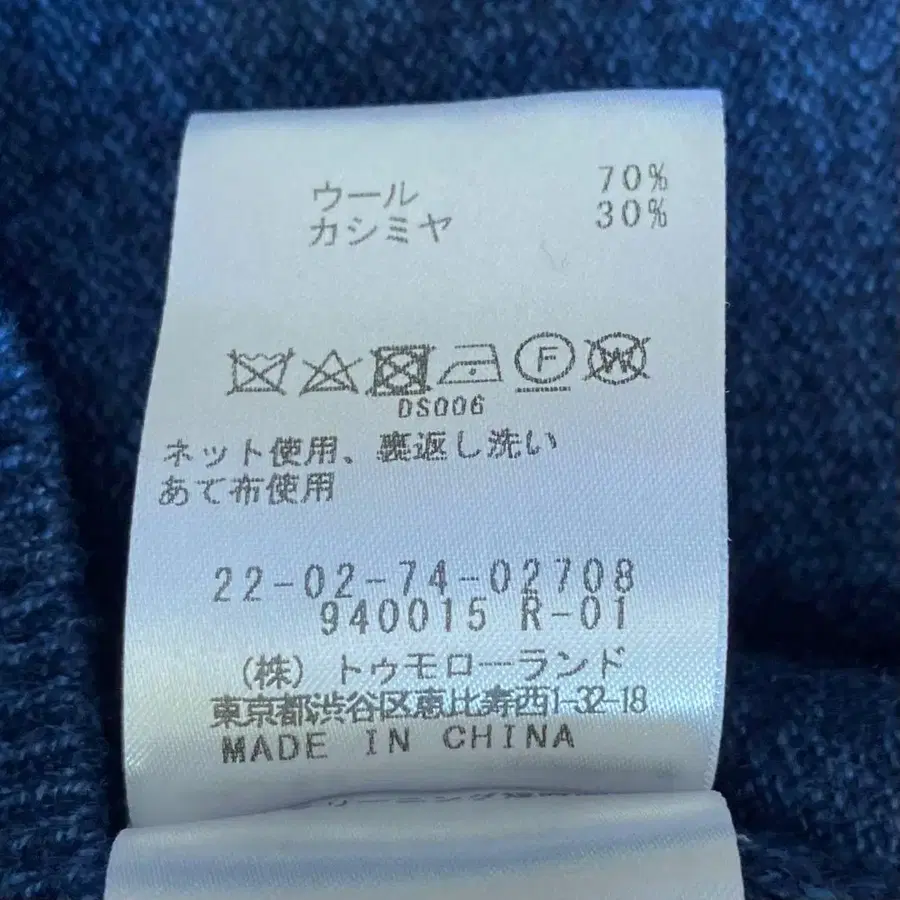 ウール 70%
カシミヤ 30%
F W
DS006
ネット使用、裏返し洗い
あて布使用
22-02-74-02708
940015 R-01
(株) トゥモローランド
東京都渋谷区恵比寿西1-32-18
MADE IN CHINA